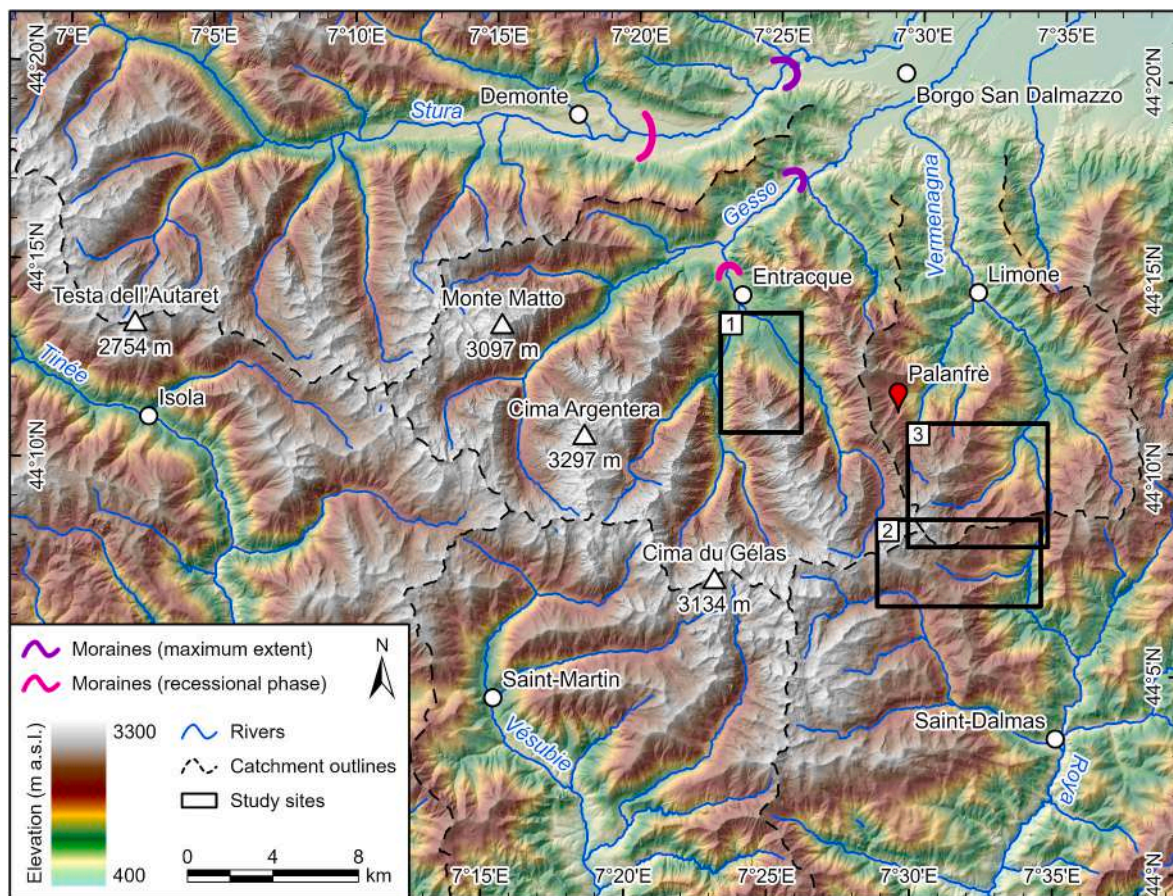 7°E
7°5'E
7°10'E
7°15'E
7°20'E
7°25'E
7°30'E
7°35'E
44°20'N
44°20'N
Demonte
Stura
Borgo San Dalmazzo
Gesso
Vermenagna
44°15'N
44°15'N
Entracque
Limone
Testa dell'Autaret
2754 m
Monte Matto
3097 m
1
Tinée
Isola
Palanfrè
Cima Argentera
3297 m
3
44°10'N
44°10'N
2
Cima du Gélas
3134 m
Moraines (maximum extent)
Moraines (recessional phase)
N
Saint-Martin
44°5'N
Saint-Dalmas
Vésubie
Roya
Elevation (m a.s.l.)
3300
400
Rivers
Catchment outlines
Study sites
0 4 8
km
7°15'E
7°20'E
7°25'E
7°30'E
7°35'E
44°N